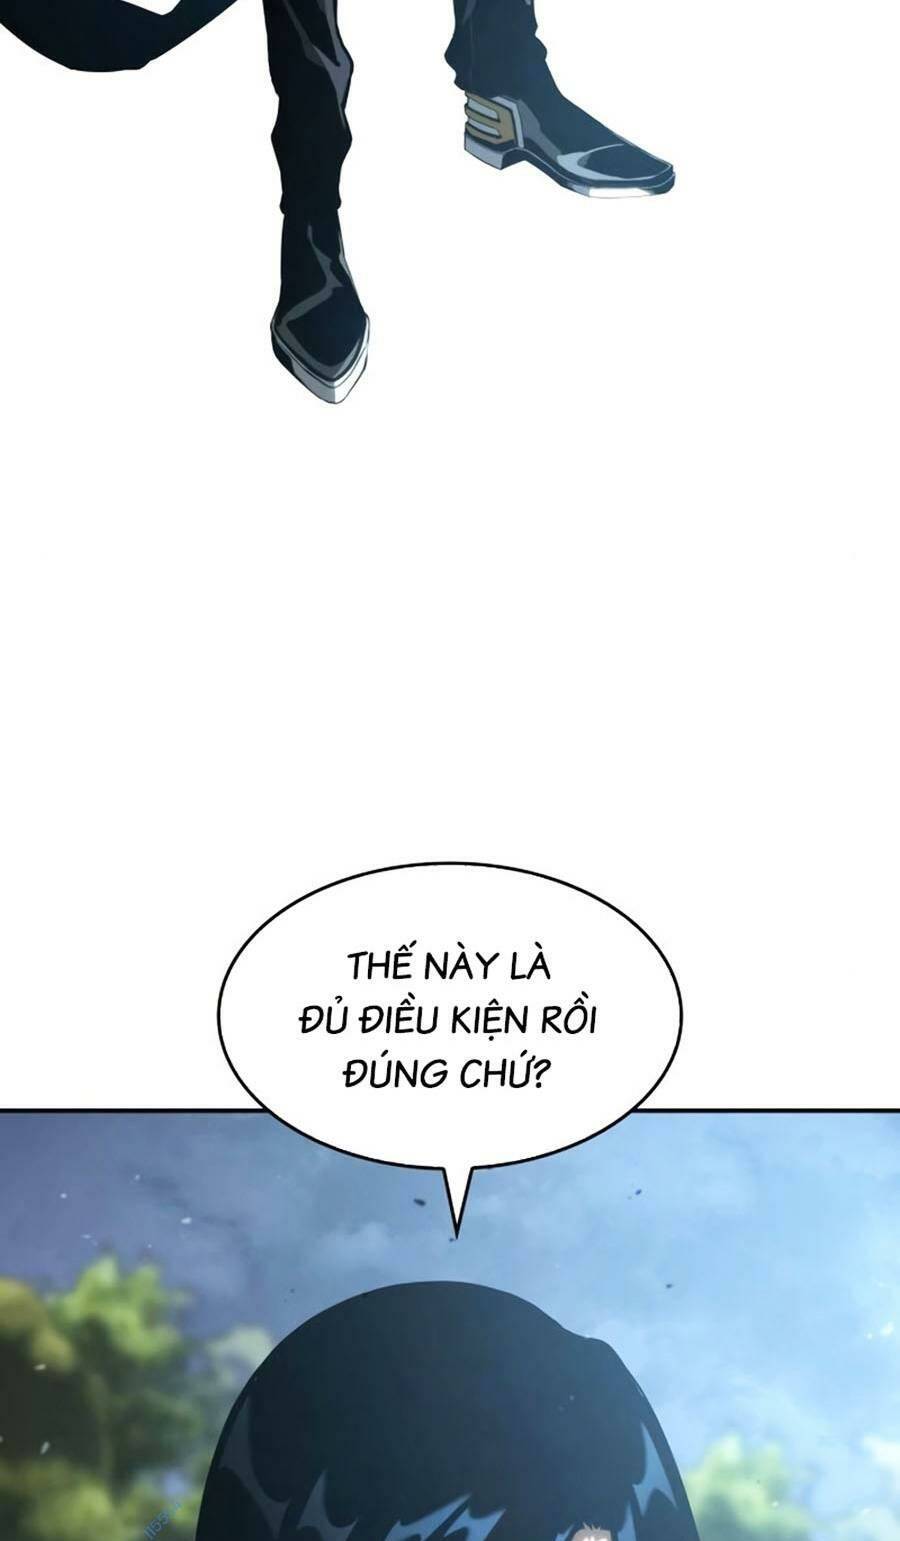 THẾ NÀY LÀ
ĐỦ ĐIỀU KIỆN RỒI
ĐÚNG CHỨ?